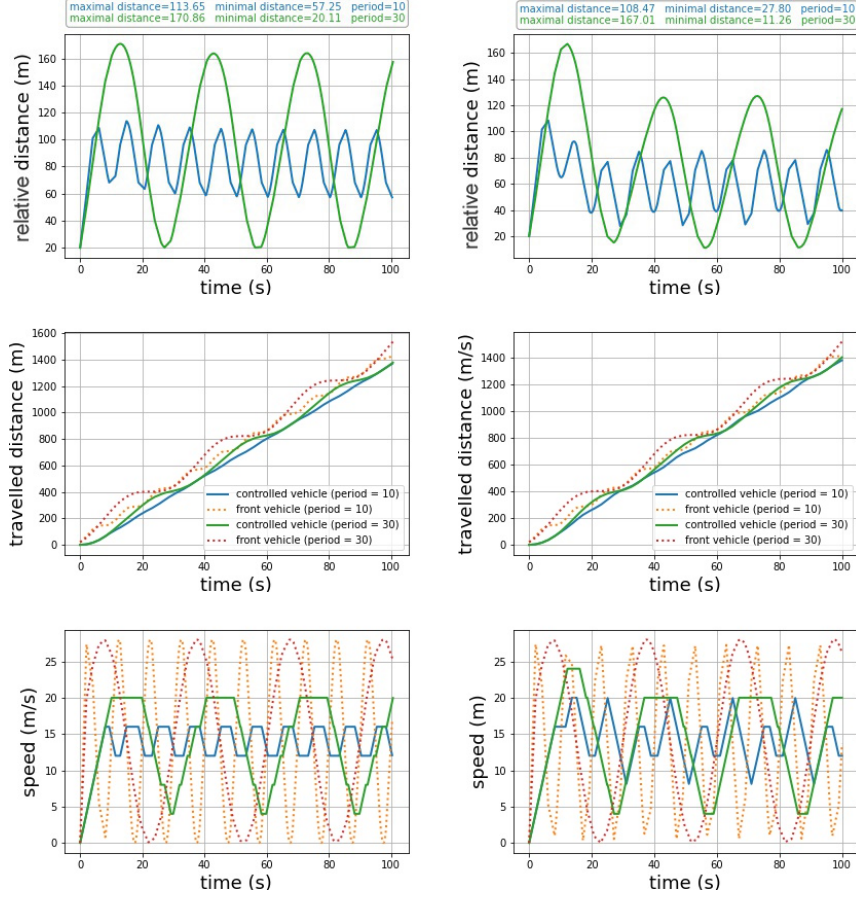 maximal distance=113.65 minimal distance=57.25 period=10
maximal distance=170.86 minimal distance=20.11 period=30
160
140
120
100
80
60
40
20
relative distance (m)
0 20 40 60 80 100
time (s)
maximal distance=108.47 minimal distance=27.80 period=10
maximal distance=167.01 minimal distance=11.26 period=30
160
140
120
100
80
60
40
20
relative distance (m)
0 20 40 60 80 100
time (s)
1600
1400
1200
1000
800
600
400
200
0
travelled distance (m)
controlled vehicle (period = 10)
front vehicle (period = 10)
controlled vehicle (period = 30)
front vehicle (period = 30)
0 20 40 60 80 100
time (s)
1400
1200
1000
800
600
400
200
0
travelled distance (m/s)
controlled vehicle (period = 10)
front vehicle (period = 10)
controlled vehicle (period = 30)
front vehicle (period = 30)
0 20 40 60 80 100
time (s)
25
20
15
10
5
0
speed (m/s)
0 20 40 60 80 100
time (s)
25
20
15
10
5
0
speed (m)
0 20 40 60 80 100
time (s)